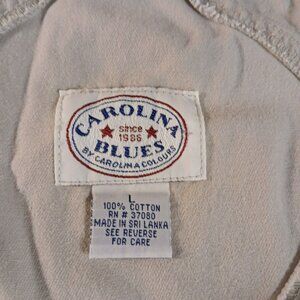 CAROLINA
since
1986
BLUES
BY CAROLINA COLOURS
L
100% COTTON
RN # 37080
MADE IN SRI LANKA
SEE REVERSE
FOR CARE